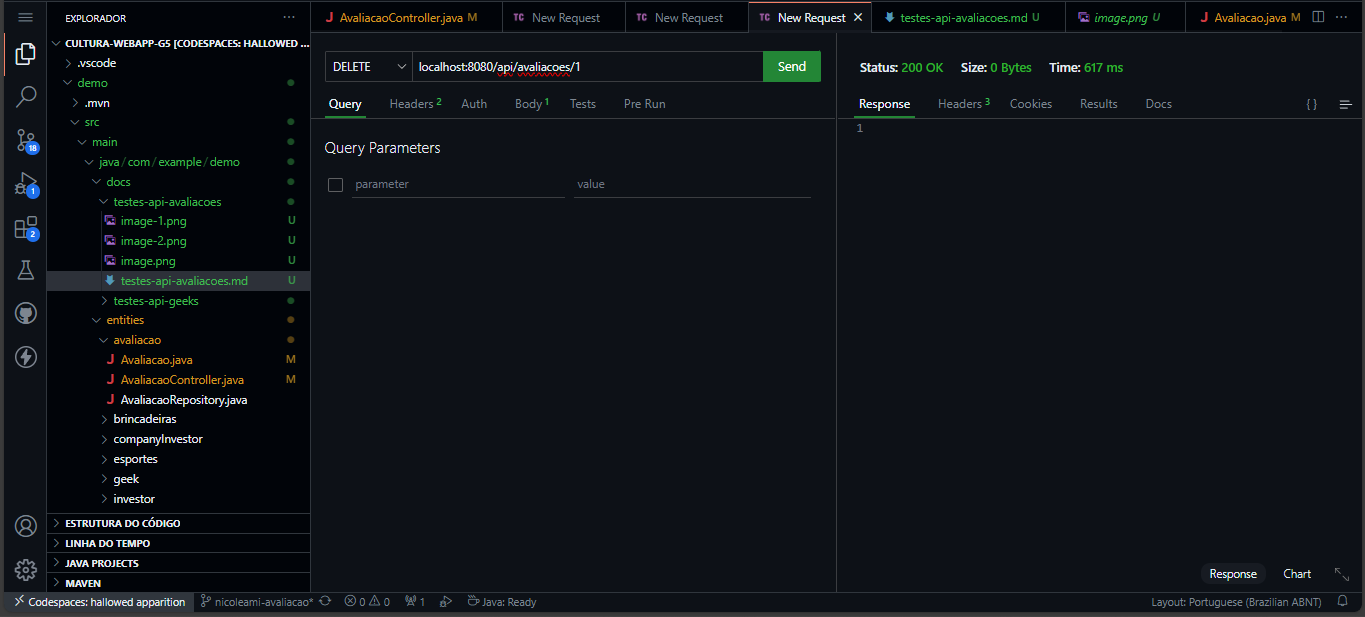 EXPLORADOR
CULTURA-WEBAPP-G5 [CODESPACES: HALLOWED ...
.vscode
demo
.mvn
src
main
java / com / example / demo
docs
testes-api-avaliacoes
image-1.png U
image-2.png U
image.png U
testes-api-avaliacoes.md U
testes-api-geeks
entities
avaliacao
Avaliacao.java M
AvaliacaoController.java M
AvaliacaoRepository.java
brincadeiras
companyInvestor
esportes
geek
investor
ESTRUTURA DO CÓDIGO
LINHA DO TEMPO
JAVA PROJECTS
MAVEN
18
1
2
AvaliacaoController.java M
TC New Request
TC New Request
TC New Request
testes-api-avaliacoes.md U
image.png U
Avaliacao.java M
DELETE localhost:8080/api/avaliacoes/1 Send
Query Headers 2 Auth Body 1 Tests Pre Run
Query Parameters
parameter value
Status: 200 OK Size: 0 Bytes Time: 617 ms
Response Headers 3 Cookies Results Docs { }
1
Response Chart
Codespaces: hallowed apparition nicoleami-avaliacao* 0 0 1 Java: Ready Layout: Portuguese (Brazilian ABNT)